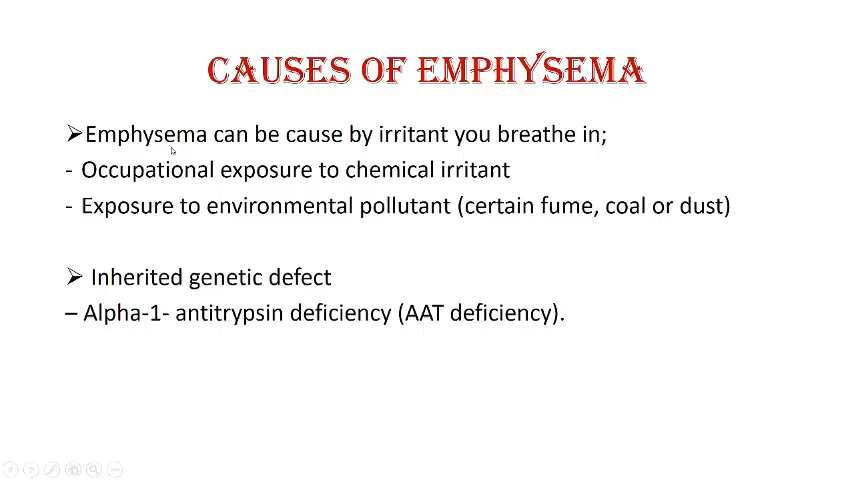 CAUSES OF EMPHYSEMA
➢Emphysema can be cause by irritant you breathe in;
- Occupational exposure to chemical irritant
- Exposure to environmental pollutant (certain fume, coal or dust)
➢ Inherited genetic defect
– Alpha-1- antitrypsin deficiency (AAT deficiency).